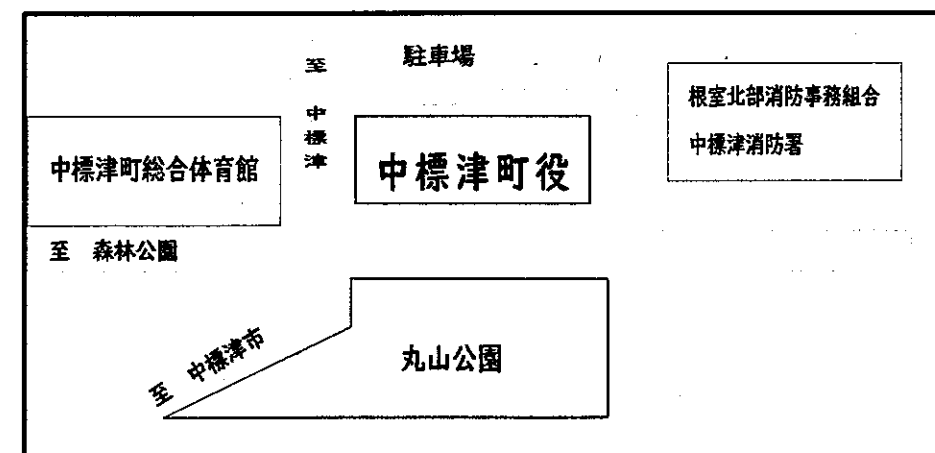 至 中標津
駐車場
根室北部消防事務組合
中標津消防署
中標津町総合体育館
中標津町役
至 森林公園
至 中標津市
丸山公園